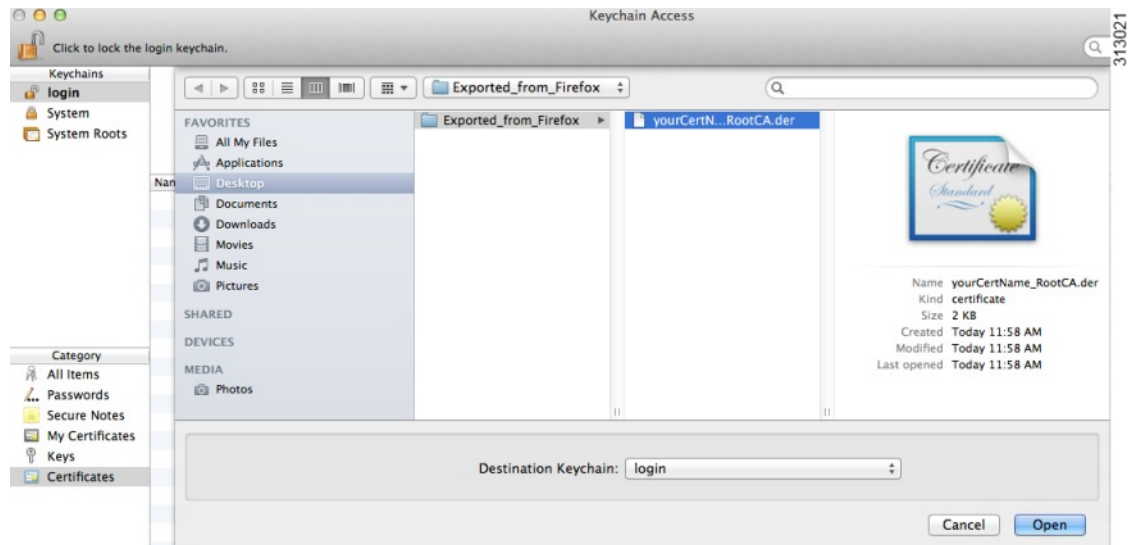 Keychain Access
313021
Click to lock the login keychain.
Keychains
login
System
System Roots
Nan
Category
All Items
Passwords
Secure Notes
My Certificates
Keys
Certificates
Exported_from_Firefox
FAVORITES
All My Files
Applications
Desktop
Documents
Downloads
Movies
Music
Pictures
SHARED
DEVICES
MEDIA
Photos
Exported_from_Firefox
yourCertN...RootCA.der
Certificate
Standard
Name yourCertName_RootCA.der
Kind certificate
Size 2 KB
Created Today 11:58 AM
Modified Today 11:58 AM
Last opened Today 11:58 AM
Destination Keychain: login
Cancel Open